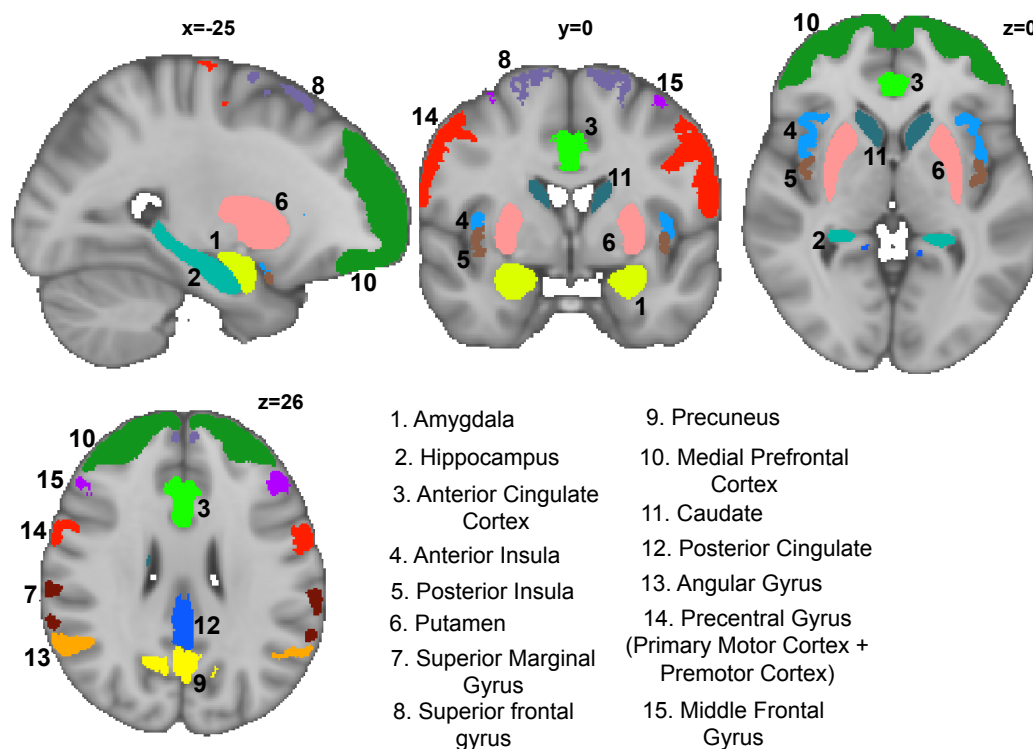 x=-25
y=0
z=0
8
6
1
2
10
8
15
14
3
11
4
5
6
1
10
3
4
11
5
6
2
z=26
10
15
3
14
7
12
13
9
1. Amygdala
2. Hippocampus
3. Anterior Cingulate
Cortex
4. Anterior Insula
5. Posterior Insula
6. Putamen
7. Superior Marginal
Gyrus
8. Superior frontal
gyrus
9. Precuneus
10. Medial Prefrontal
Cortex
11. Caudate
12. Posterior Cingulate
13. Angular Gyrus
14. Precentral Gyrus
(Primary Motor Cortex +
Premotor Cortex)
15. Middle Frontal
Gyrus